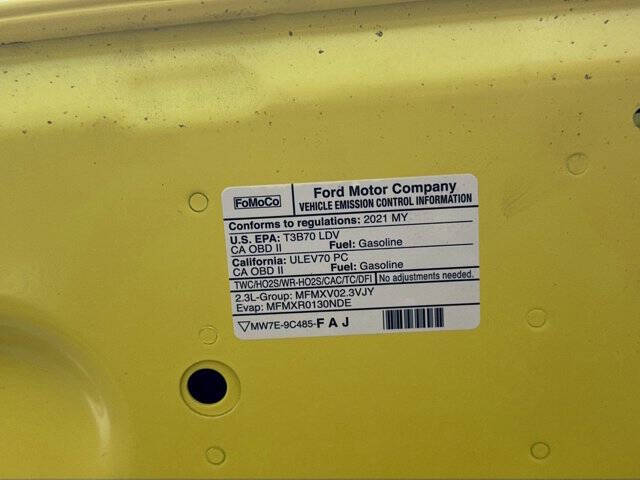 FoMoCo
Ford Motor Company
VEHICLE EMISSION CONTROL INFORMATION
Conforms to regulations: 2021 MY
U.S. EPA: T3B70 LDV
CA OBD II Fuel: Gasoline
California: ULEV70 PC
CA OBD II Fuel: Gasoline
TWC/HO2S/WR-HO2S/CAC/TC/DFI No adjustments needed.
2.3L-Group: MFMXV02.3VJY
Evap: MFMXR0130NDE
MW7E-9C485-FAJ